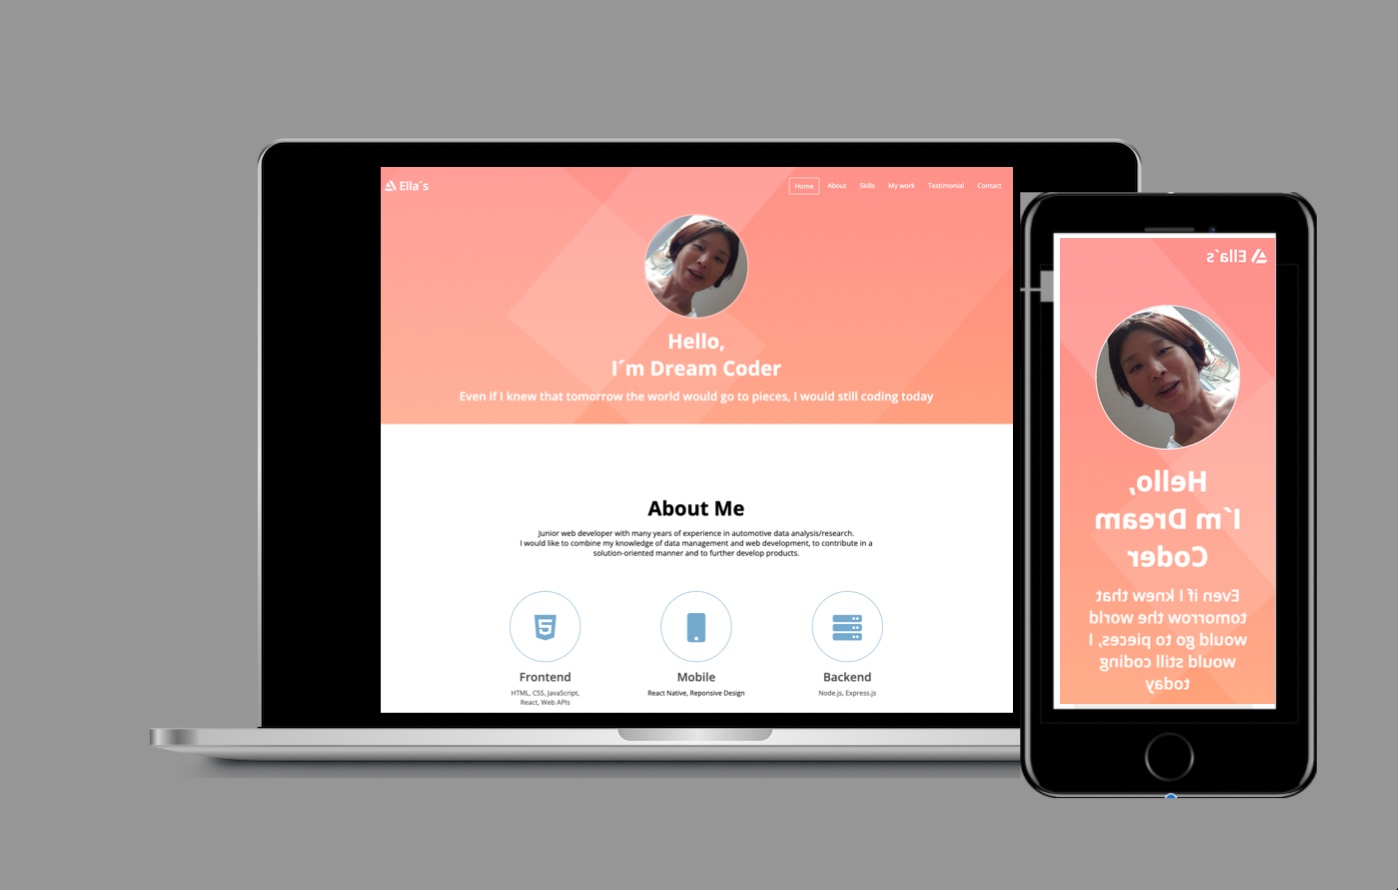 Ella´s
Home About Skills My work Testimonial Contact
Hello,
I´m Dream Coder
Even if I knew that tomorrow the world would go to pieces, I would still coding today
About Me
Junior web developer with many years of experience in automotive data analysis/research.
I would like to combine my knowledge of data management and web development, to contribute in a
solution-oriented manner and to further develop products.
Frontend
HTML, CSS, JavaScript,
React, Web APIs
Mobile
React Native, Reponsive Design
Backend
Node.js, Express.js
Ella´s
Hello,
I´m Dream
Coder
Even if I knew that
tomorrow the world
would go to pieces, I
would still coding
today